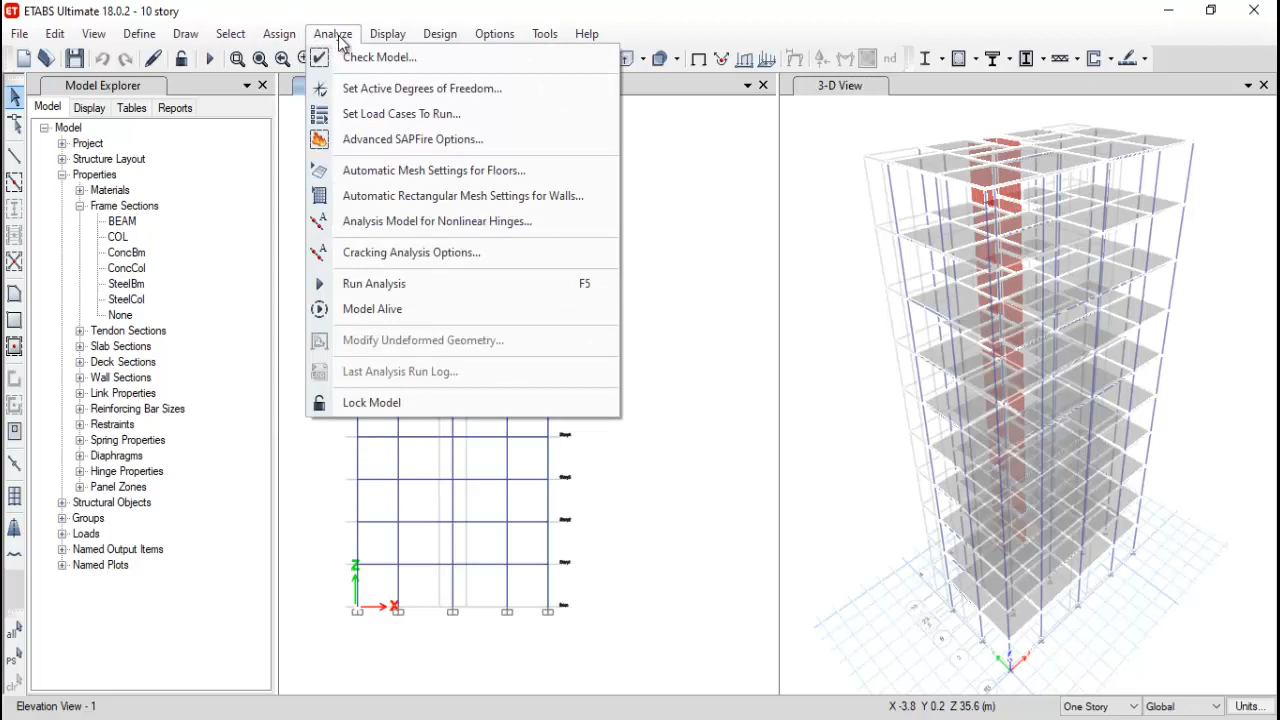 ETABS Ultimate 18.0.2 - 10 story
File Edit View Define Draw Select Assign Analyze Display Design Options Tools Help
nd
Model Explorer
3-D View
Model Display Tables Reports
Model
Project
Structure Layout
Properties
Materials
Frame Sections
BEAM
COL
ConcBm
ConcCol
SteelBm
SteelCol
None
Tendon Sections
Slab Sections
Deck Sections
Wall Sections
Link Properties
Reinforcing Bar Sizes
Restraints
Spring Properties
Diaphragms
Hinge Properties
Panel Zones
Structural Objects
Groups
Loads
Named Output Items
Named Plots
Check Model...
Set Active Degrees of Freedom...
Set Load Cases To Run...
Advanced SAPFire Options...
Automatic Mesh Settings for Floors...
Automatic Rectangular Mesh Settings for Walls...
Analysis Model for Nonlinear Hinges...
Cracking Analysis Options...
Run Analysis F5
Model Alive
Modify Undeformed Geometry...
Last Analysis Run Log...
Lock Model
Z
X
all
PS
clr
Elevation View - 1
X -3.8 Y 0.2 Z 35.6 (m)
One Story
Global
Units...